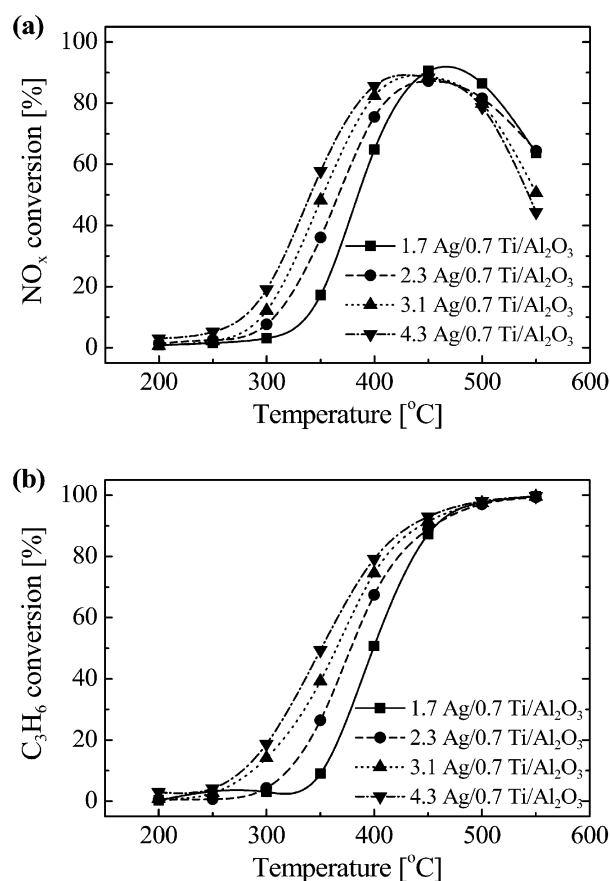 (a)
100
80
60
40
20
0
NOx conversion [%]
1.7 Ag/0.7 Ti/Al2O3
2.3 Ag/0.7 Ti/Al2O3
3.1 Ag/0.7 Ti/Al2O3
4.3 Ag/0.7 Ti/Al2O3
200 300 400 500 600
Temperature [°C]
(b)
100
80
60
40
20
0
C3H6 conversion [%]
1.7 Ag/0.7 Ti/Al2O3
2.3 Ag/0.7 Ti/Al2O3
3.1 Ag/0.7 Ti/Al2O3
4.3 Ag/0.7 Ti/Al2O3
200 300 400 500 600
Temperature [°C]